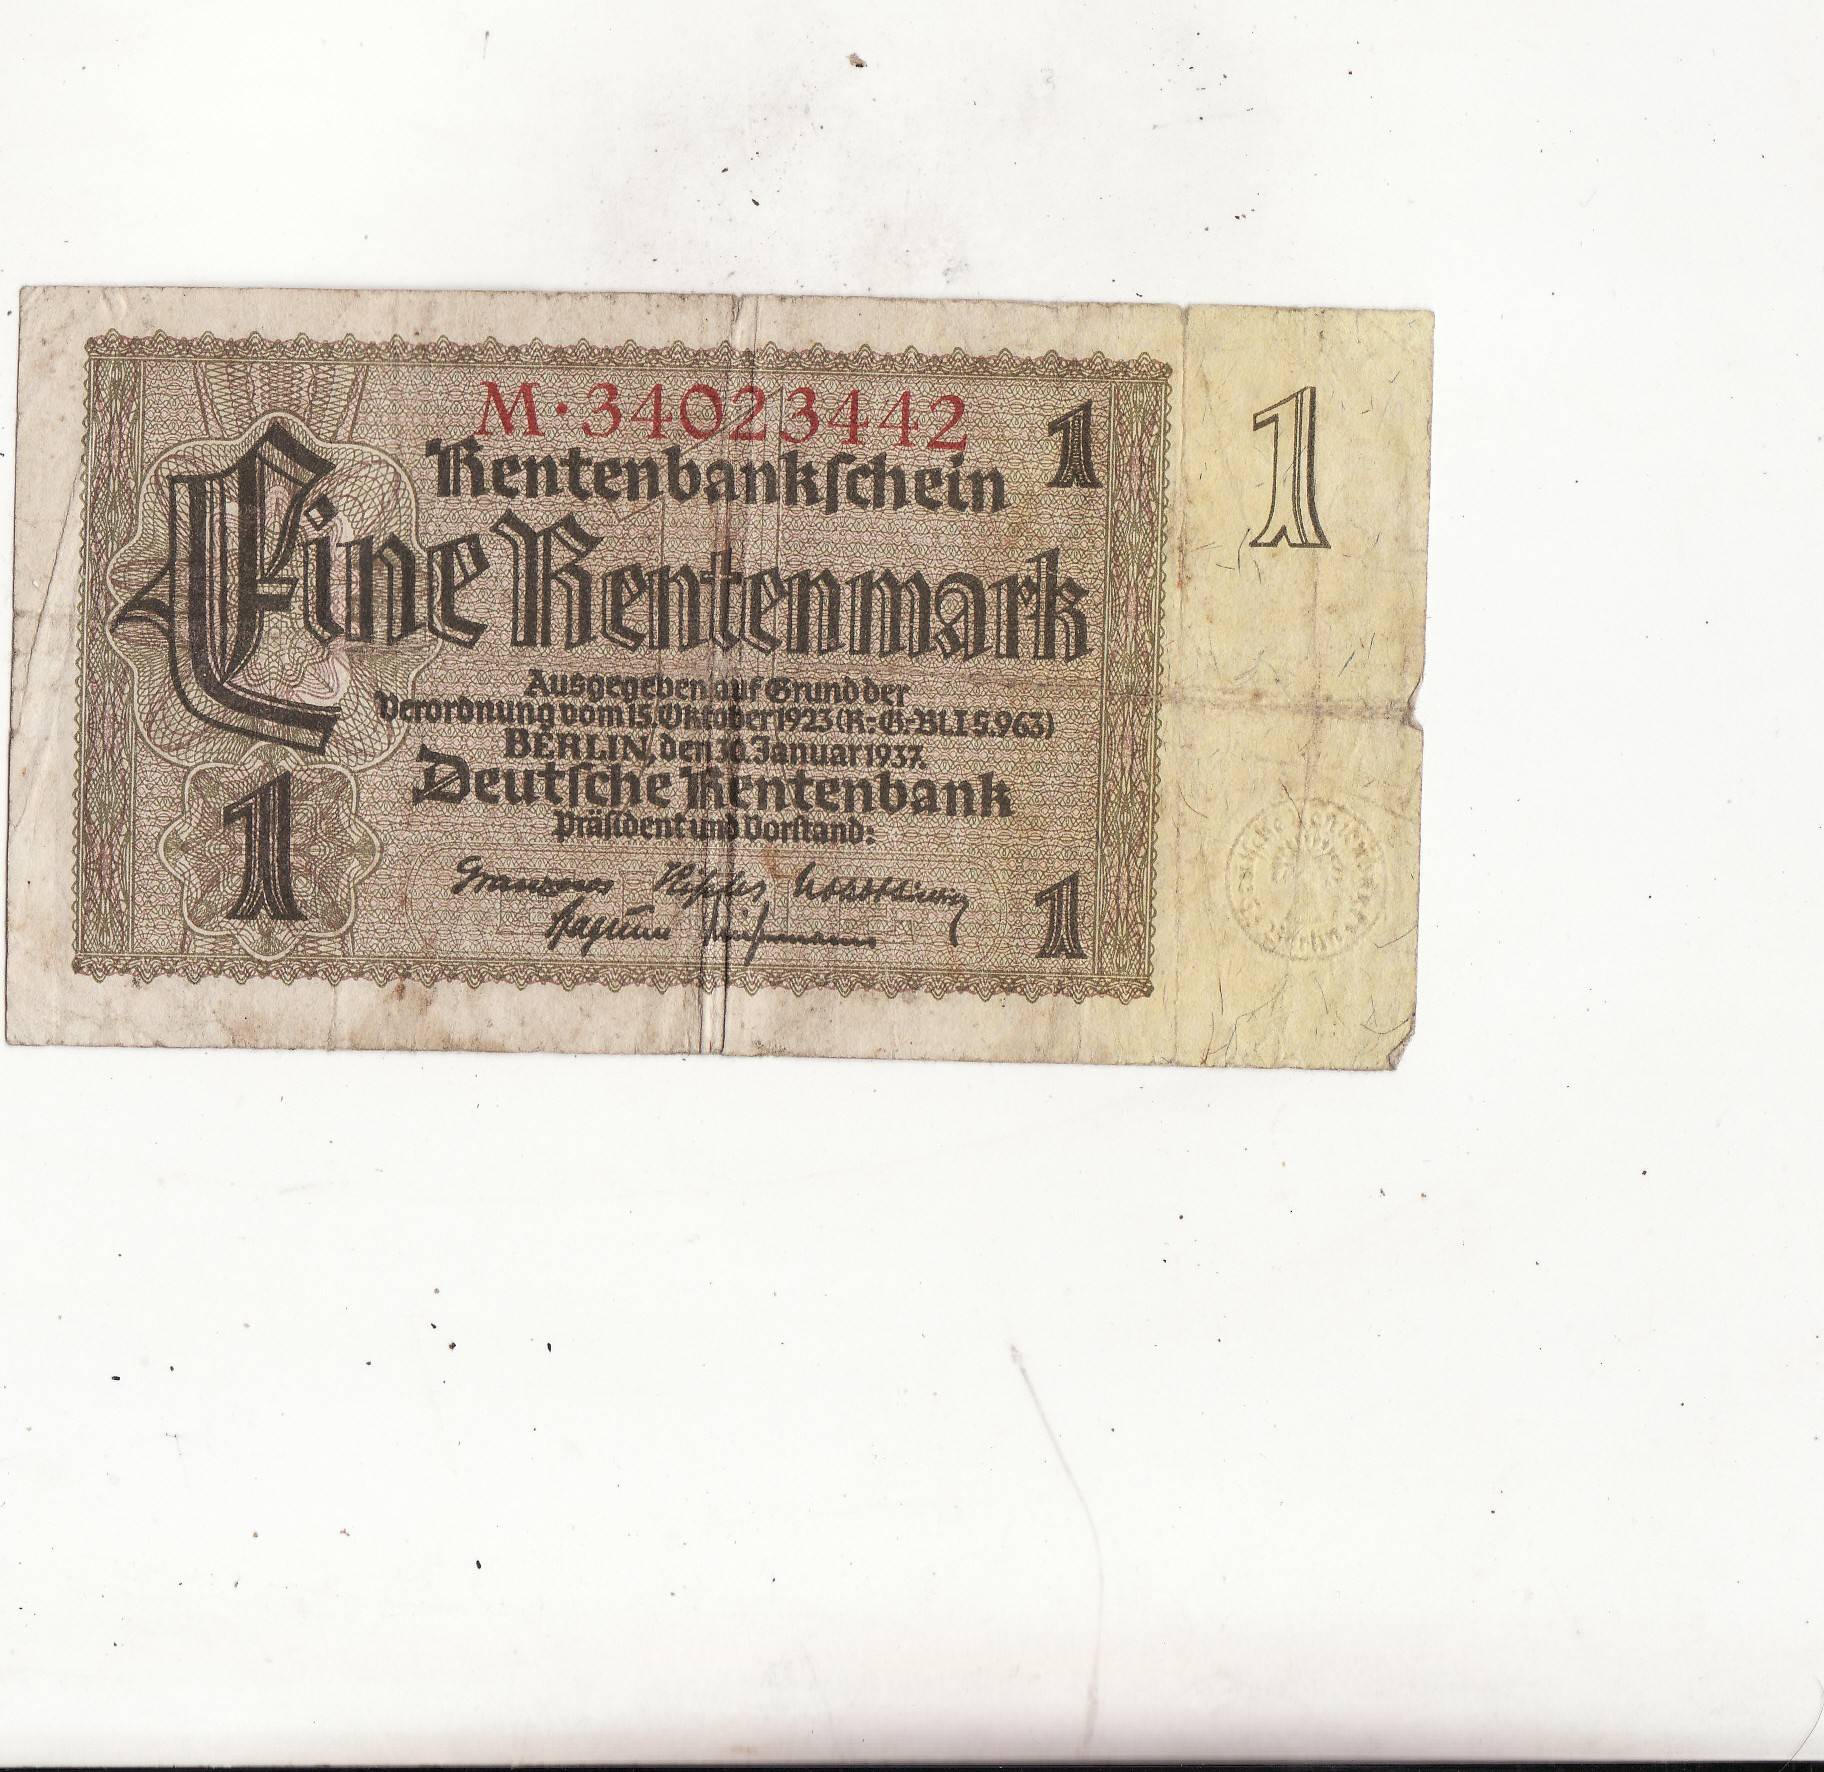 M·34023442
Rentenbankschein 1
Eine Rentenmark
1
Ausgegeben auf Grund der
Verordnung vom 15. Oktober 1923 (R.-G.-Bl. I S. 963)
BERLIN, den 30. Januar 1937.
Deutsche Rentenbank
Präsident und Vorstand:
1
1
Berlin